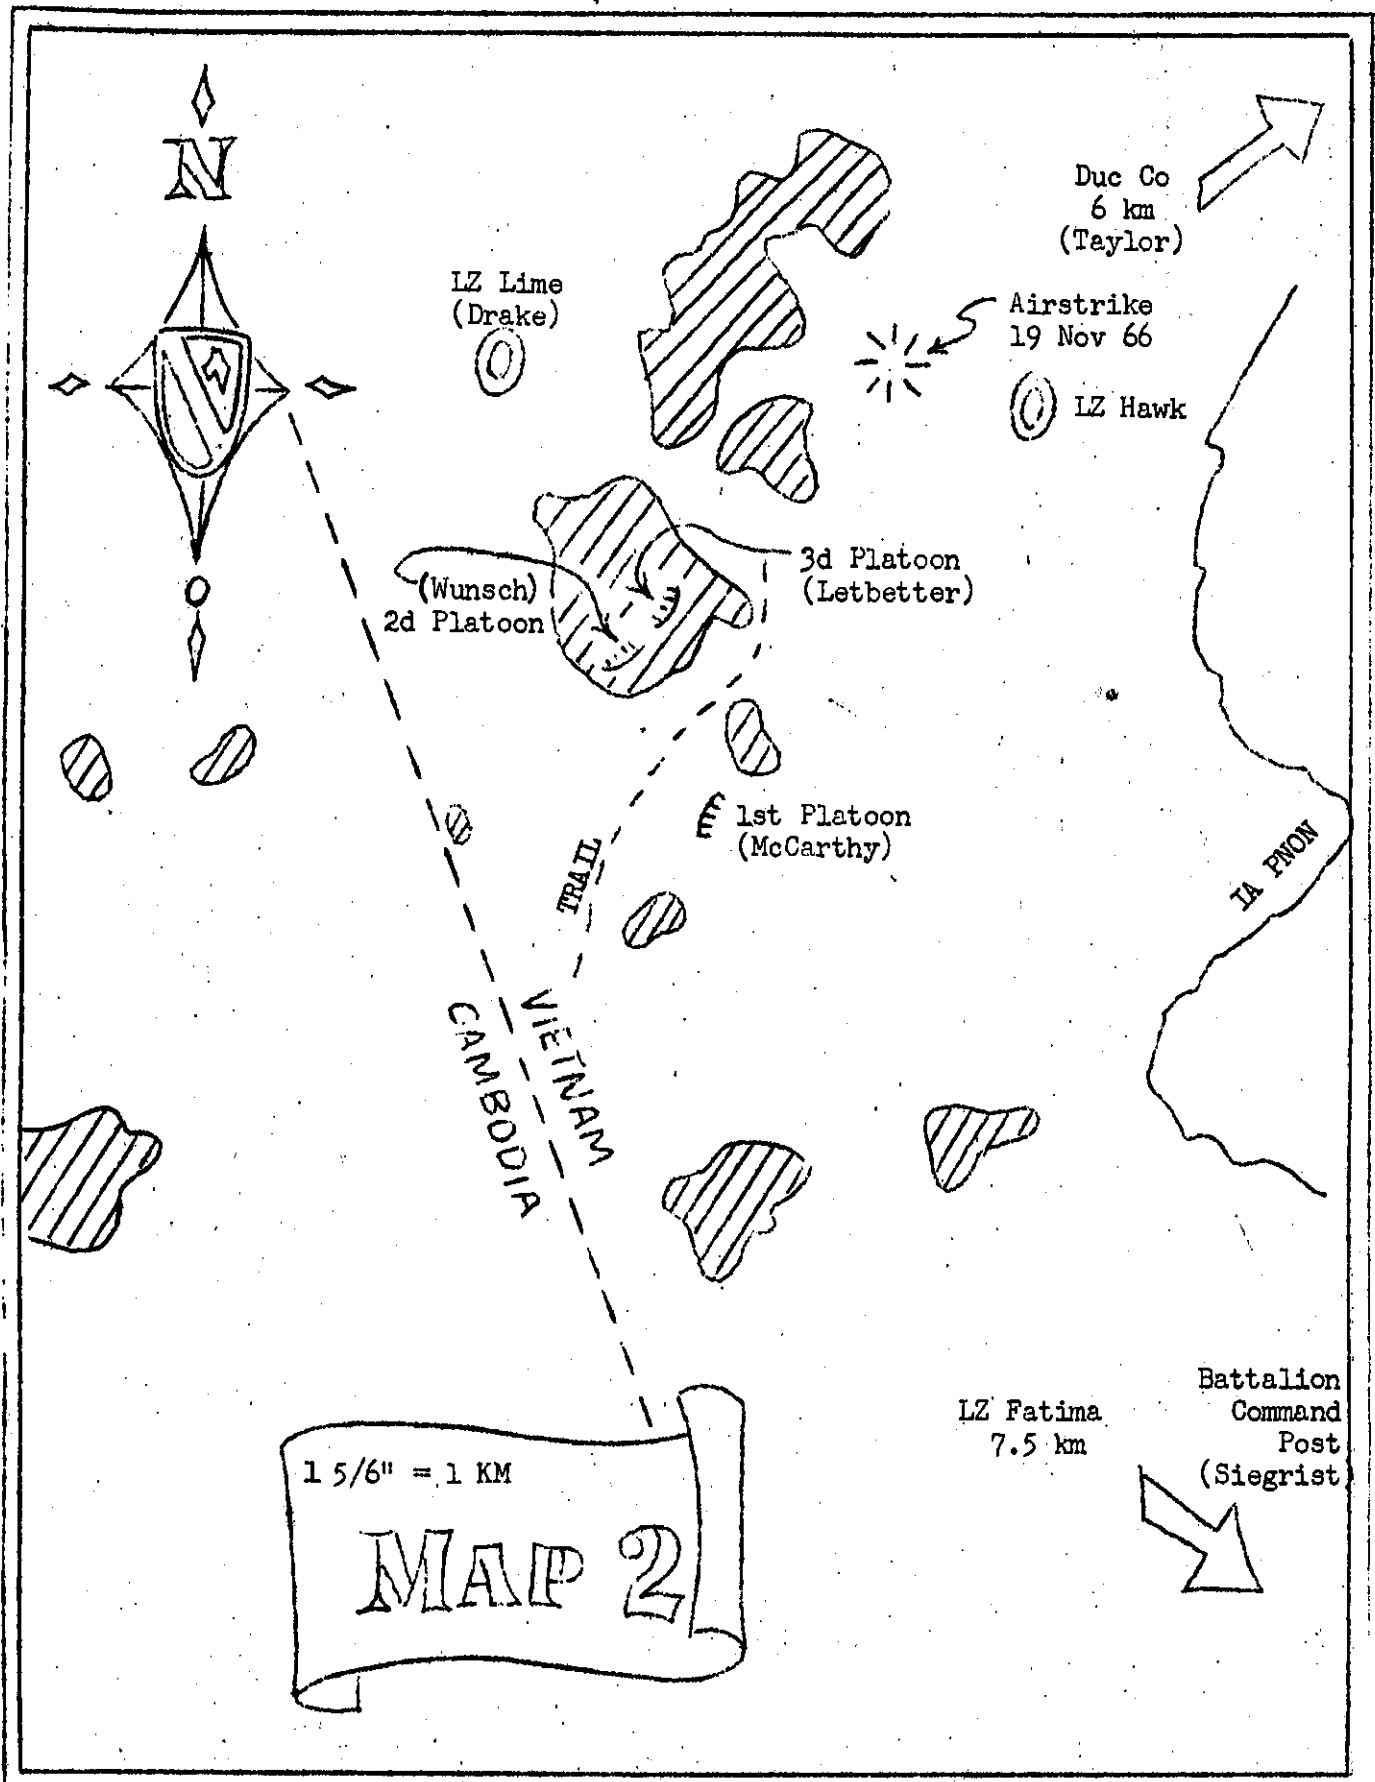 N
Duc Co
6 km
(Taylor)
LZ Lime
(Drake)
Airstrike
19 Nov 66
LZ Hawk
3d Platoon
(Letbetter)
(Wunsch)
2d Platoon
O
1st Platoon
(McCarthy)
TRAIL
IA PNON
VIETNAM
CAMBODIA
LZ Fatima
7.5 km
Battalion
Command
Post
(Siegrist)
1 5/6" = 1 KM
MAP 2